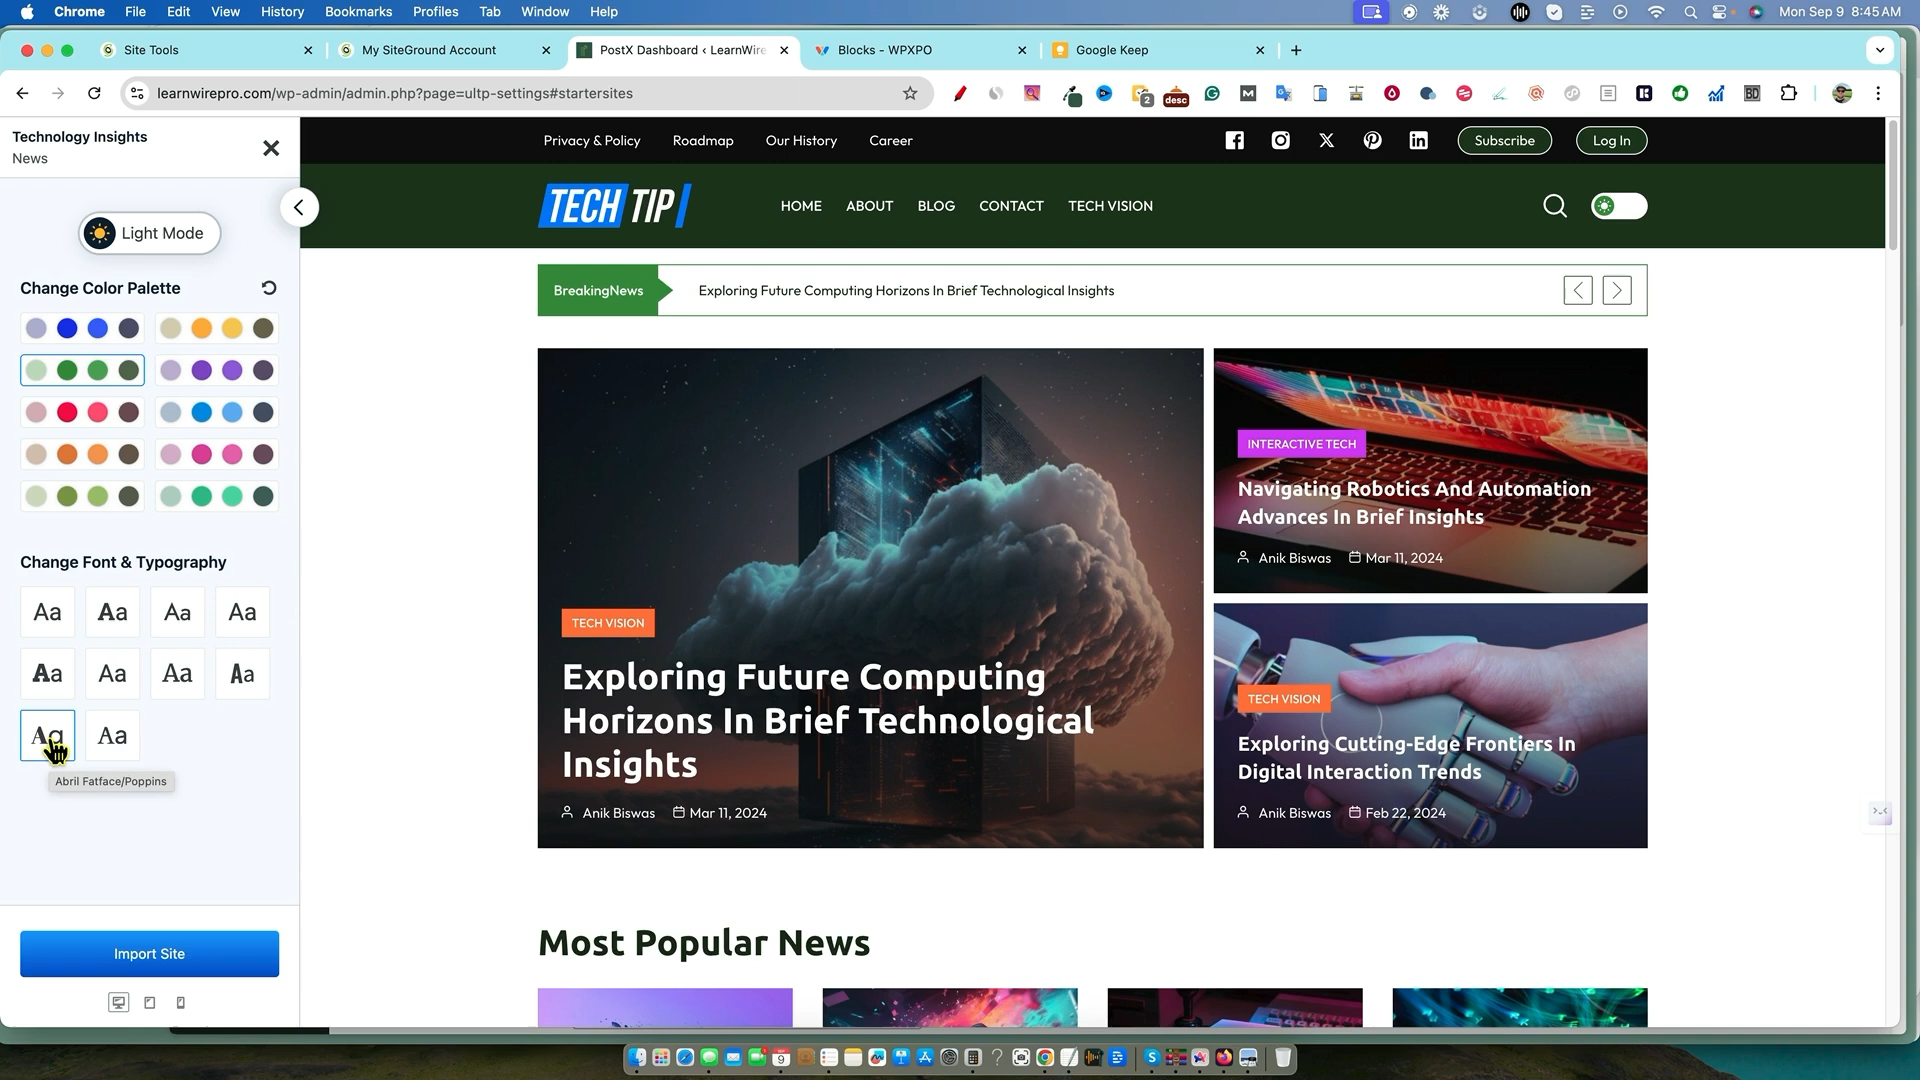 Chrome File Edit View History Bookmarks Profiles Tab Window Help Mon Sep 9 8:45 AM
Site Tools My SiteGround Account PostX Dashboard ‹ LearnWire Blocks - WPXPO Google Keep
learnwirepro.com/wp-admin/admin.php?page=ultp-settings#startersites
2 desc M BD
Technology Insights
News
Light Mode
Change Color Palette
Change Font & Typography
Aa Aa Aa Aa
Aa Aa Aa Aa
Aa Aa
Abril Fatface/Poppins
Import Site
Privacy & Policy Roadmap Our History Career Subscribe Log In
TECH TIP HOME ABOUT BLOG CONTACT TECH VISION
BreakingNews Exploring Future Computing Horizons In Brief Technological Insights
TECH VISION
Exploring Future Computing
Horizons In Brief Technological
Insights
Anik Biswas Mar 11, 2024
INTERACTIVE TECH
Navigating Robotics And Automation
Advances In Brief Insights
Anik Biswas Mar 11, 2024
TECH VISION
Exploring Cutting-Edge Frontiers In
Digital Interaction Trends
Anik Biswas Feb 22, 2024
Most Popular News